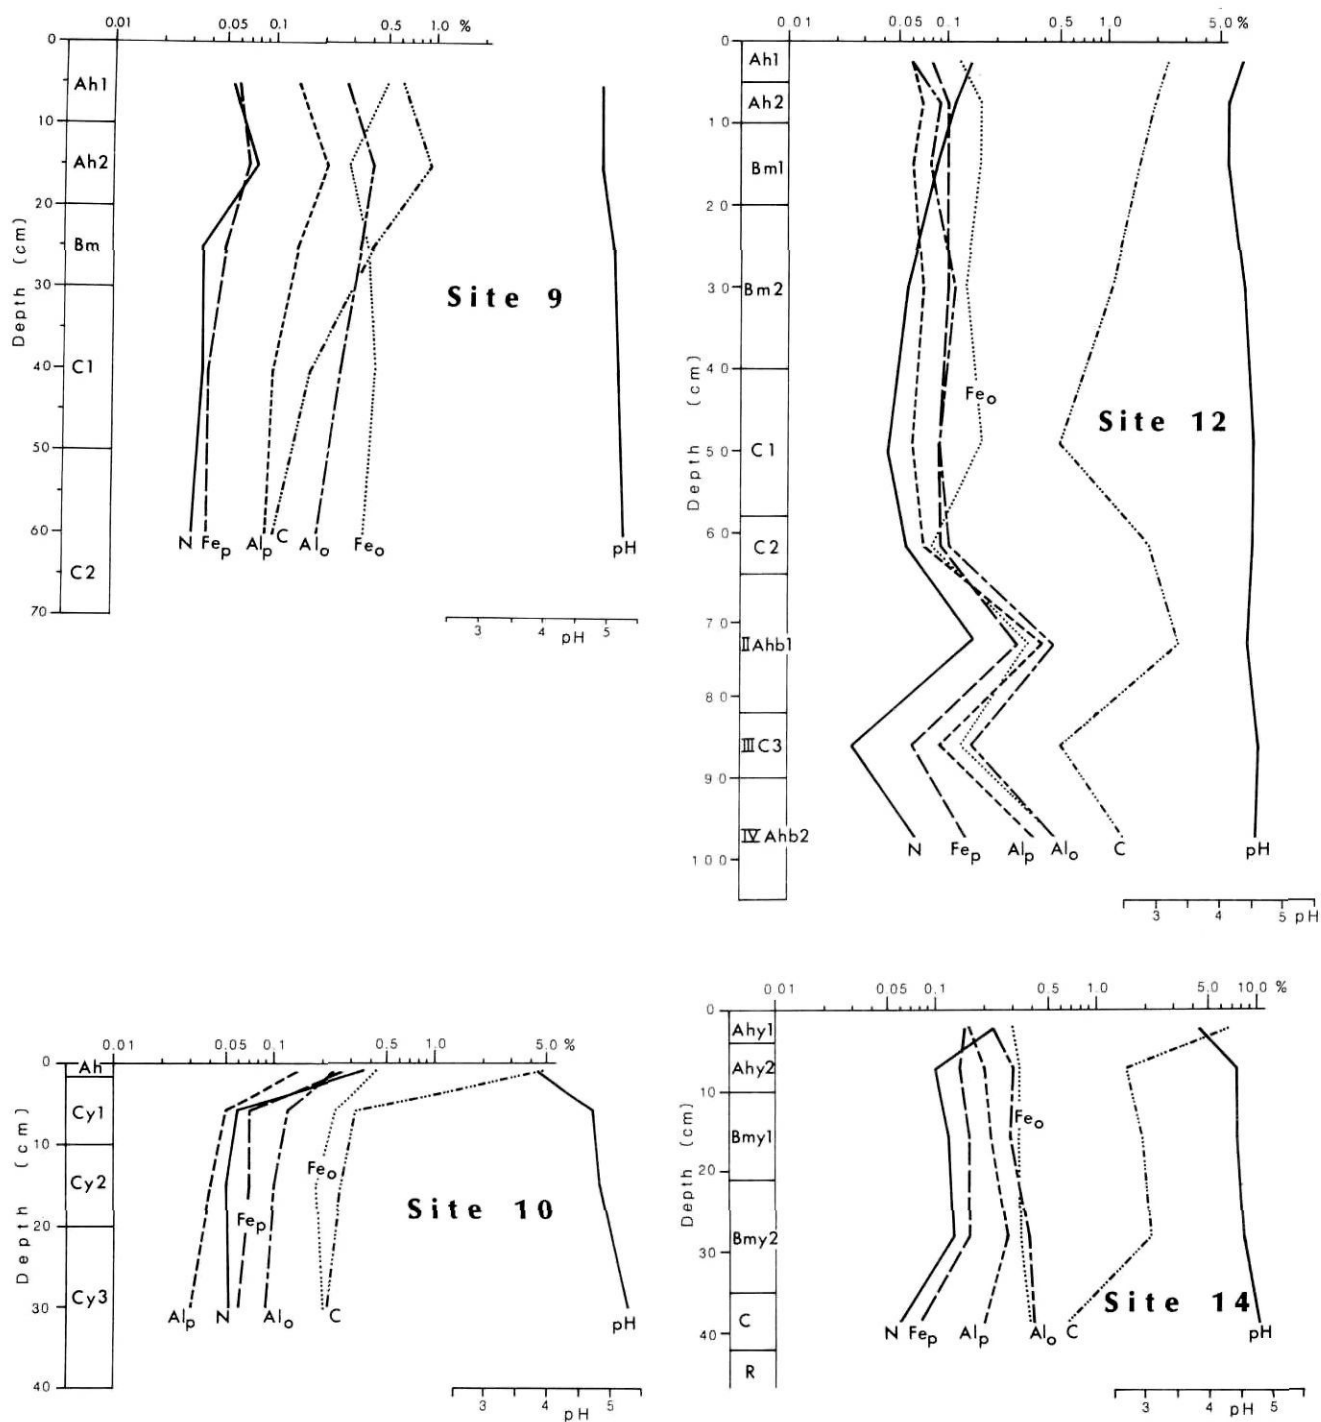 0.01 0.05 0.1 0.5 1.0 %
0
10
20
30
40
50
60
70
Depth (cm)
Ah1
Ah2
Bm
C1
C2
Site 9
N Fep Alp C Alo Feo pH
3 4 5
pH
0.01 0.05 0.1 0.5 1.0 5.0 %
0
10
20
30
40
50
60
70
80
90
100
Depth (cm)
Ah1
Ah2
Bm1
Bm2
C1
C2
IIAhb1
IIIC3
IVAhb2
Feo
Site 12
N Fep Alp Alo C pH
3 4 5 pH
0.01 0.05 0.1 0.5 1.0 5.0 %
0
10
20
30
40
Depth (cm)
Ah
Cy1
Cy2
Cy3
Feo
Fep
Site 10
Alp N Alo C pH
3 4 5
pH
0.01 0.05 0.1 0.5 1.0 5.0 10.0 %
0
10
20
30
40
Depth (cm)
Ahy1
Ahy2
Bmy1
Bmy2
C
R
Feo
Site 14
N Fep Alp Alo C pH
3 4 5
pH